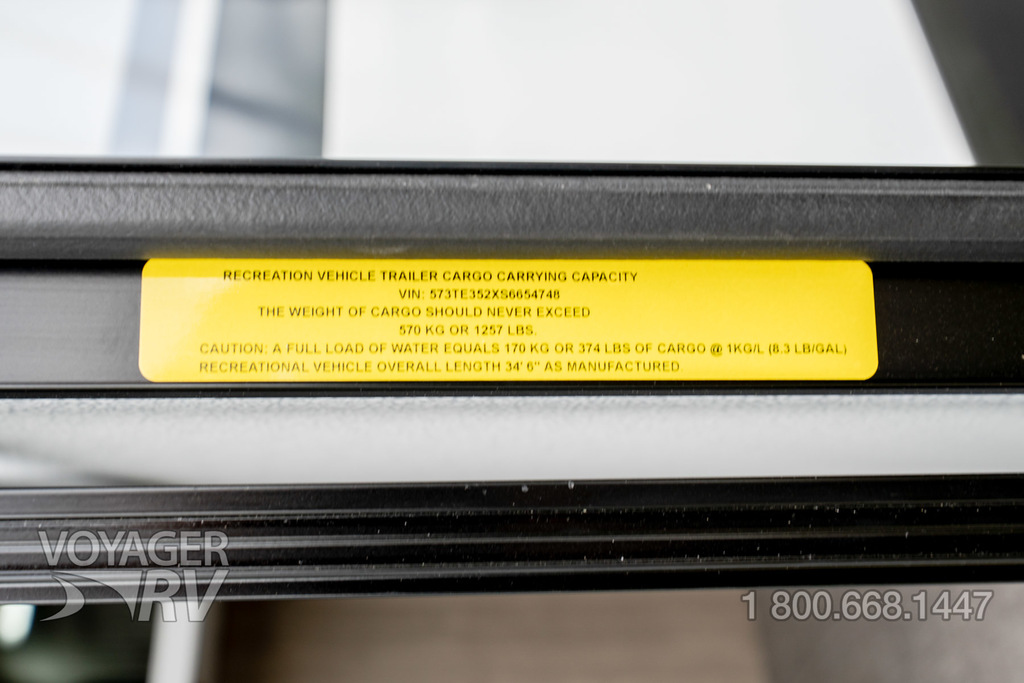 RECREATION VEHICLE TRAILER CARGO CARRYING CAPACITY
VIN: 573TE352XS6654748
THE WEIGHT OF CARGO SHOULD NEVER EXCEED
570 KG OR 1257 LBS.
CAUTION: A FULL LOAD OF WATER EQUALS 170 KG OR 374 LBS OF CARGO @ 1KG/L (8.3 LB/GAL)
RECREATIONAL VEHICLE OVERALL LENGTH 34' 6" AS MANUFACTURED
VOYAGER
RV
1 800.668.1447